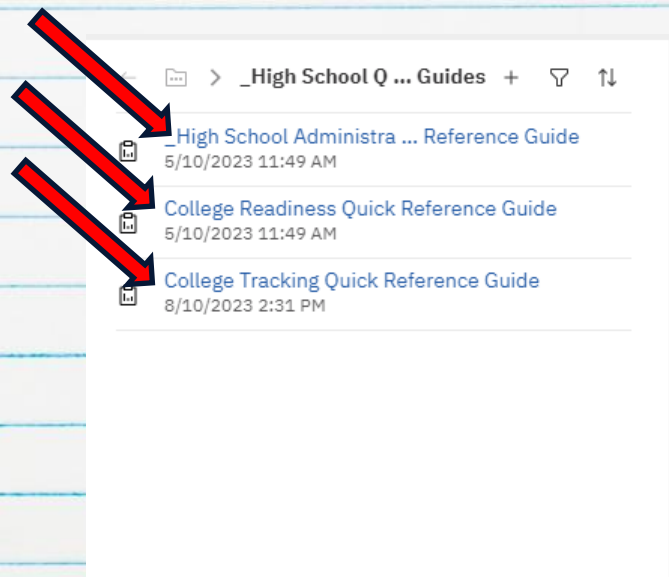 _High School Q ... Guides
_High School Administra ... Reference Guide
5/10/2023 11:49 AM
College Readiness Quick Reference Guide
5/10/2023 11:49 AM
College Tracking Quick Reference Guide
8/10/2023 2:31 PM